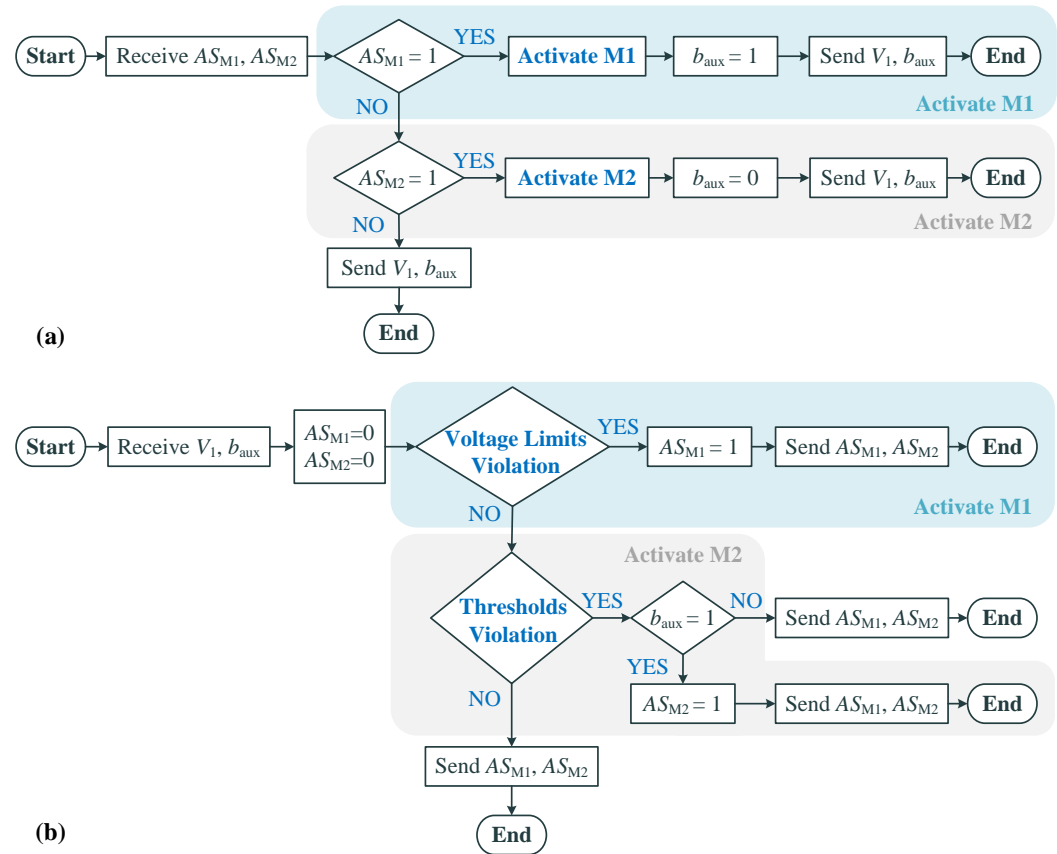 Start
Receive AS_M1, AS_M2
AS_M1 = 1
YES
Activate M1
b_aux = 1
Send V_1, b_aux
End
Activate M1
NO
AS_M2 = 1
YES
Activate M2
b_aux = 0
Send V_1, b_aux
End
Activate M2
NO
Send V_1, b_aux
End
(a)
Start
Receive V_1, b_aux
AS_M1=0
AS_M2=0
Voltage Limits
Violation
YES
AS_M1 = 1
Send AS_M1, AS_M2
End
Activate M1
NO
Activate M2
Thresholds
Violation
YES
b_aux = 1
NO
Send AS_M1, AS_M2
End
YES
AS_M2 = 1
Send AS_M1, AS_M2
End
NO
Send AS_M1, AS_M2
End
(b)